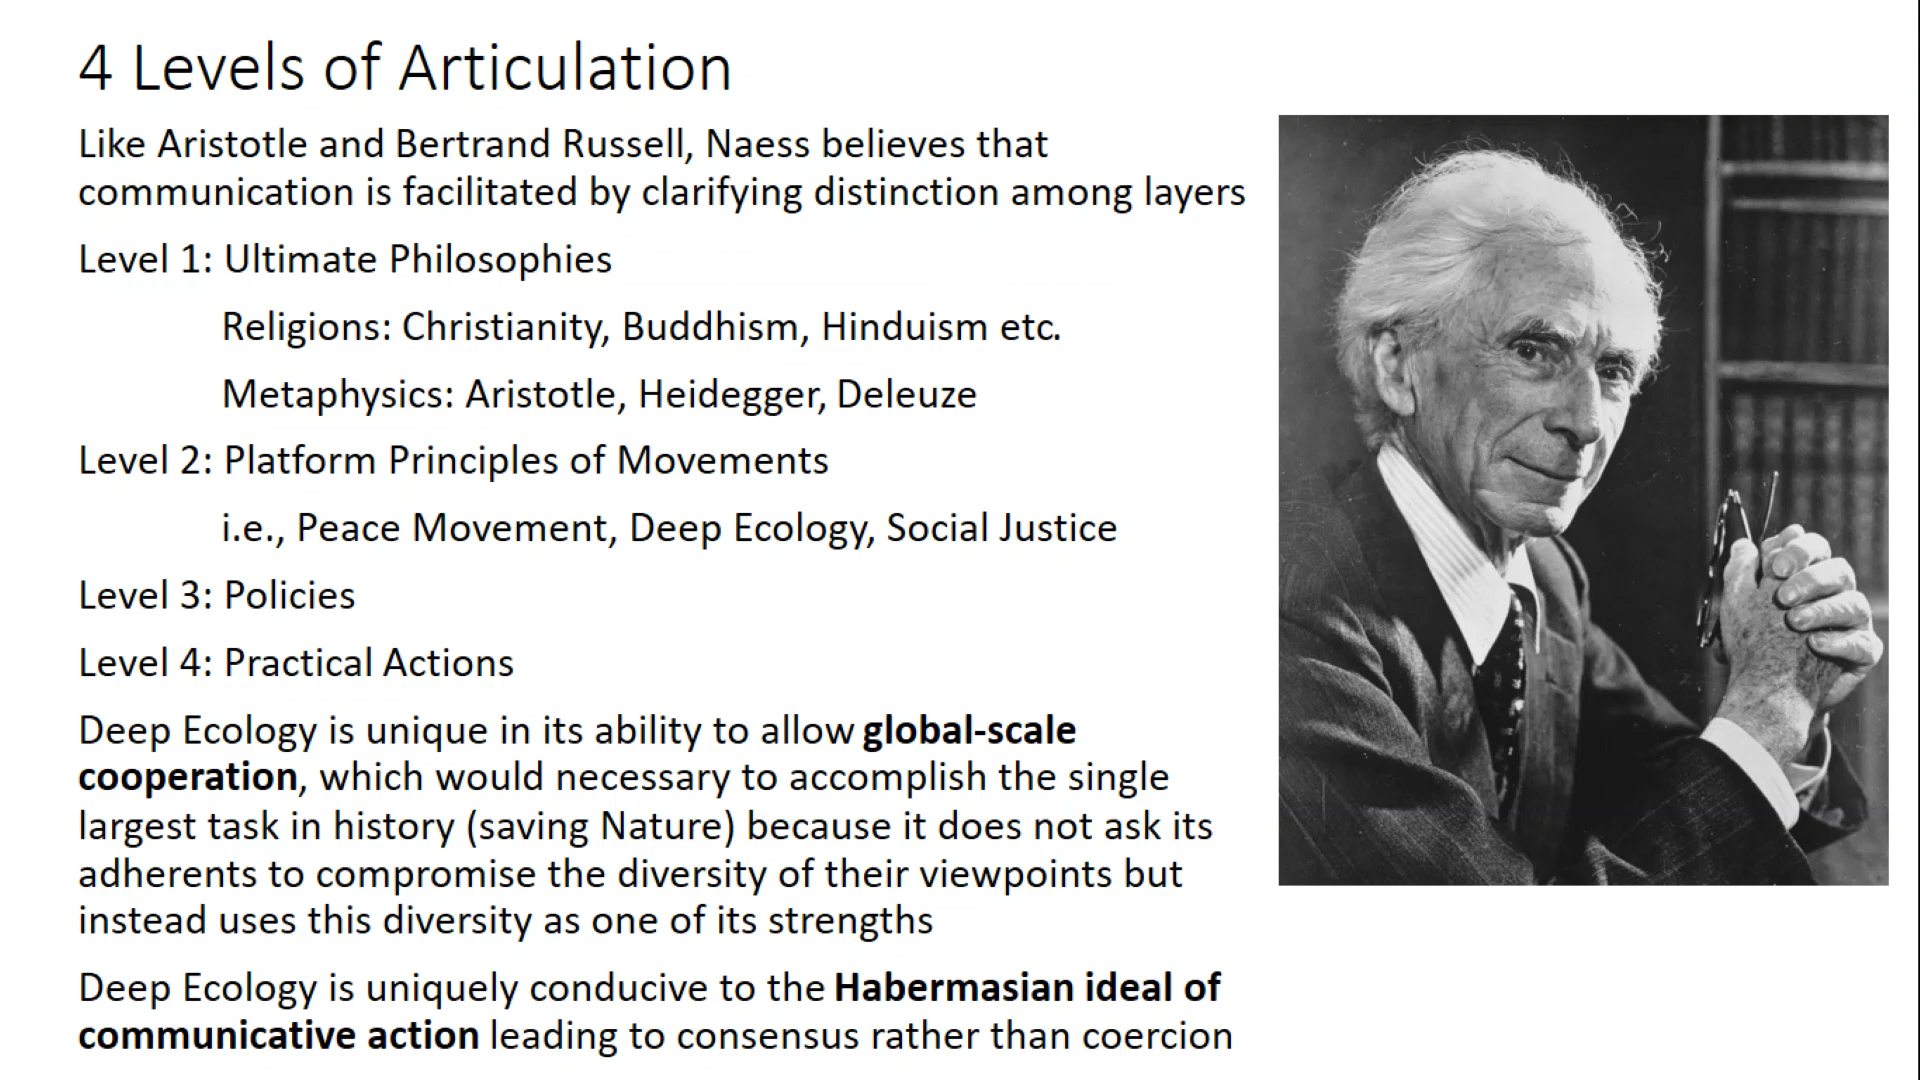 4 Levels of Articulation
Like Aristotle and Bertrand Russell, Naess believes that
communication is facilitated by clarifying distinction among layers
Level 1: Ultimate Philosophies
Religions: Christianity, Buddhism, Hinduism etc.
Metaphysics: Aristotle, Heidegger, Deleuze
Level 2: Platform Principles of Movements
i.e., Peace Movement, Deep Ecology, Social Justice
Level 3: Policies
Level 4: Practical Actions
Deep Ecology is unique in its ability to allow global-scale
cooperation, which would necessary to accomplish the single
largest task in history (saving Nature) because it does not ask its
adherents to compromise the diversity of their viewpoints but
instead uses this diversity as one of its strengths
Deep Ecology is uniquely conducive to the Habermasian ideal of
communicative action leading to consensus rather than coercion